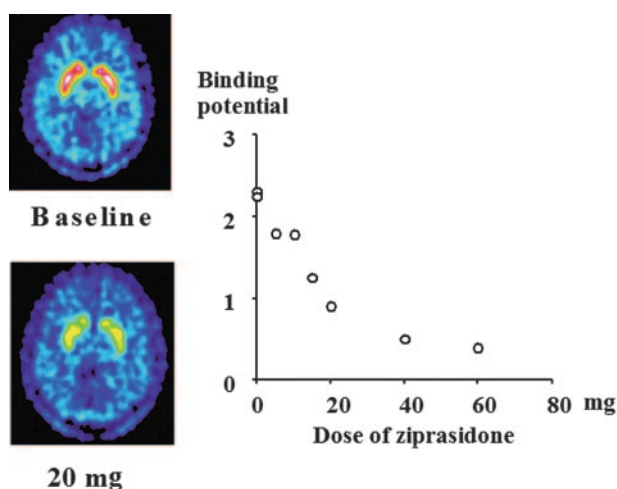 Baseline
20 mg
Binding
potential
3
2
1
0
0 20 40 60 80 mg
Dose of ziprasidone